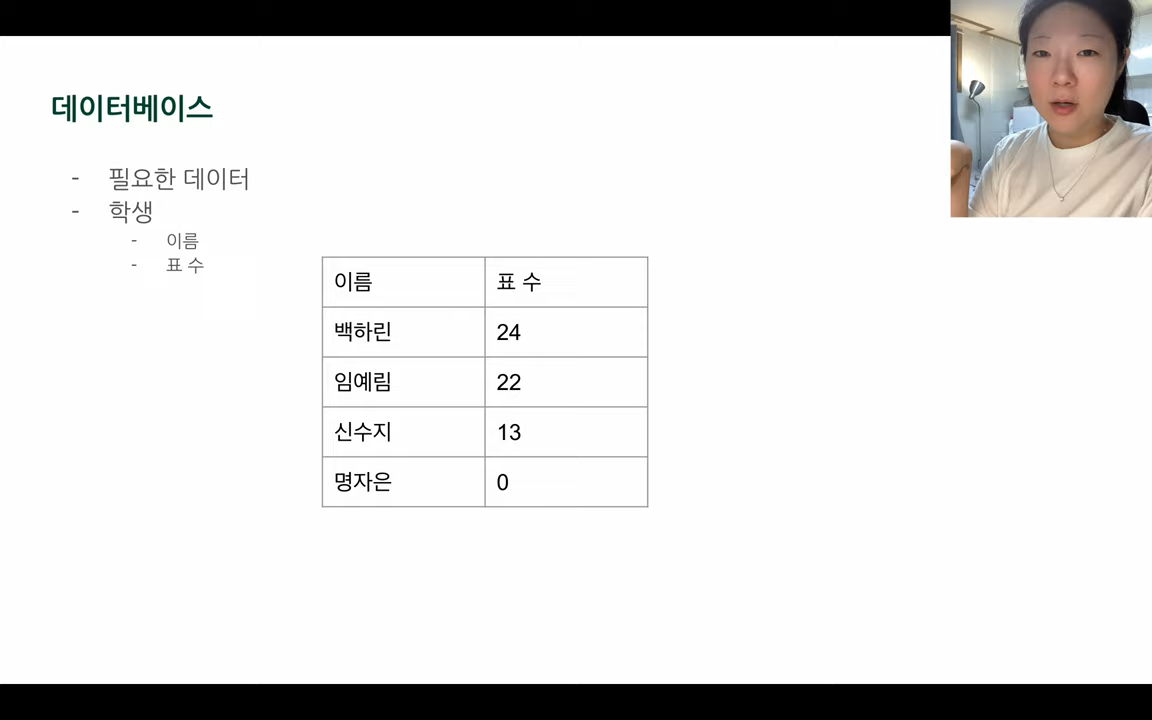 데이터베이스
- 필요한 데이터
- 학생
- 이름
- 표 수
이름 표 수
백하린 24
임예림 22
신수지 13
명자은 0